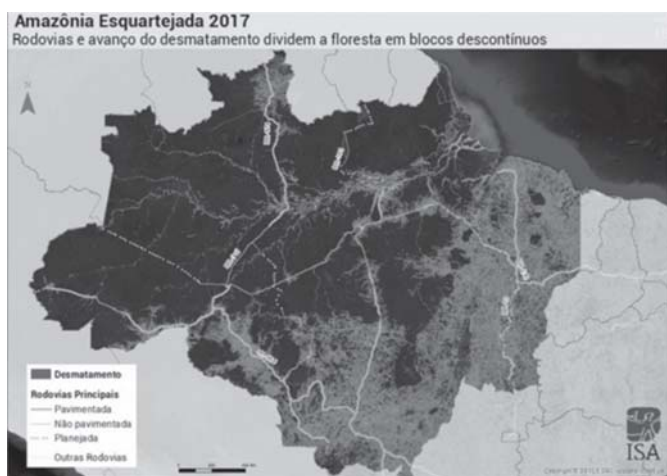 Amazônia Esquartejada 2017
Rodovias e avanço do desmatamento dividem a floresta em blocos descontínuos
N
Desmatamento
Rodovias Principais
Pavimentada
Não pavimentada
Planejada
Outras Rodovias
ISA